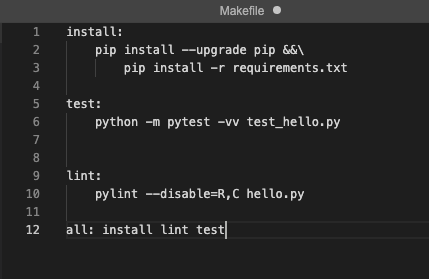 Makefile
1 install:
2     pip install --upgrade pip &&\
3         pip install -r requirements.txt
4
5 test:
6     python -m pytest -vv test_hello.py
7
8
9 lint:
10     pylint --disable=R,C hello.py
11
12 all: install lint test